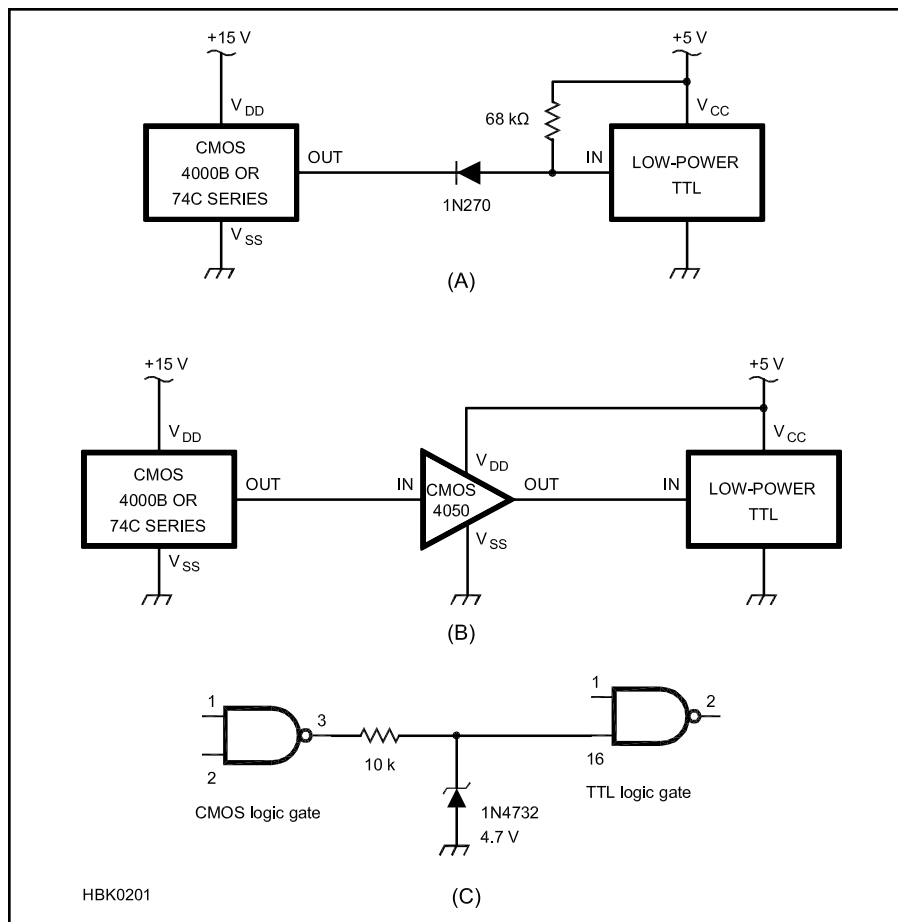 +15 V
+5 V
V DD
V CC
68 kΩ
CMOS
4000B OR
74C SERIES
OUT
IN
LOW-POWER
TTL
1N270
V SS
(A)
+15 V
+5 V
V DD
V CC
CMOS
4000B OR
74C SERIES
OUT
IN
V DD
CMOS
4050
OUT
IN
LOW-POWER
TTL
V SS
V SS
(B)
1
2
3
10 k
1
16
2
CMOS logic gate
1N4732
4.7 V
TTL logic gate
HBK0201
(C)